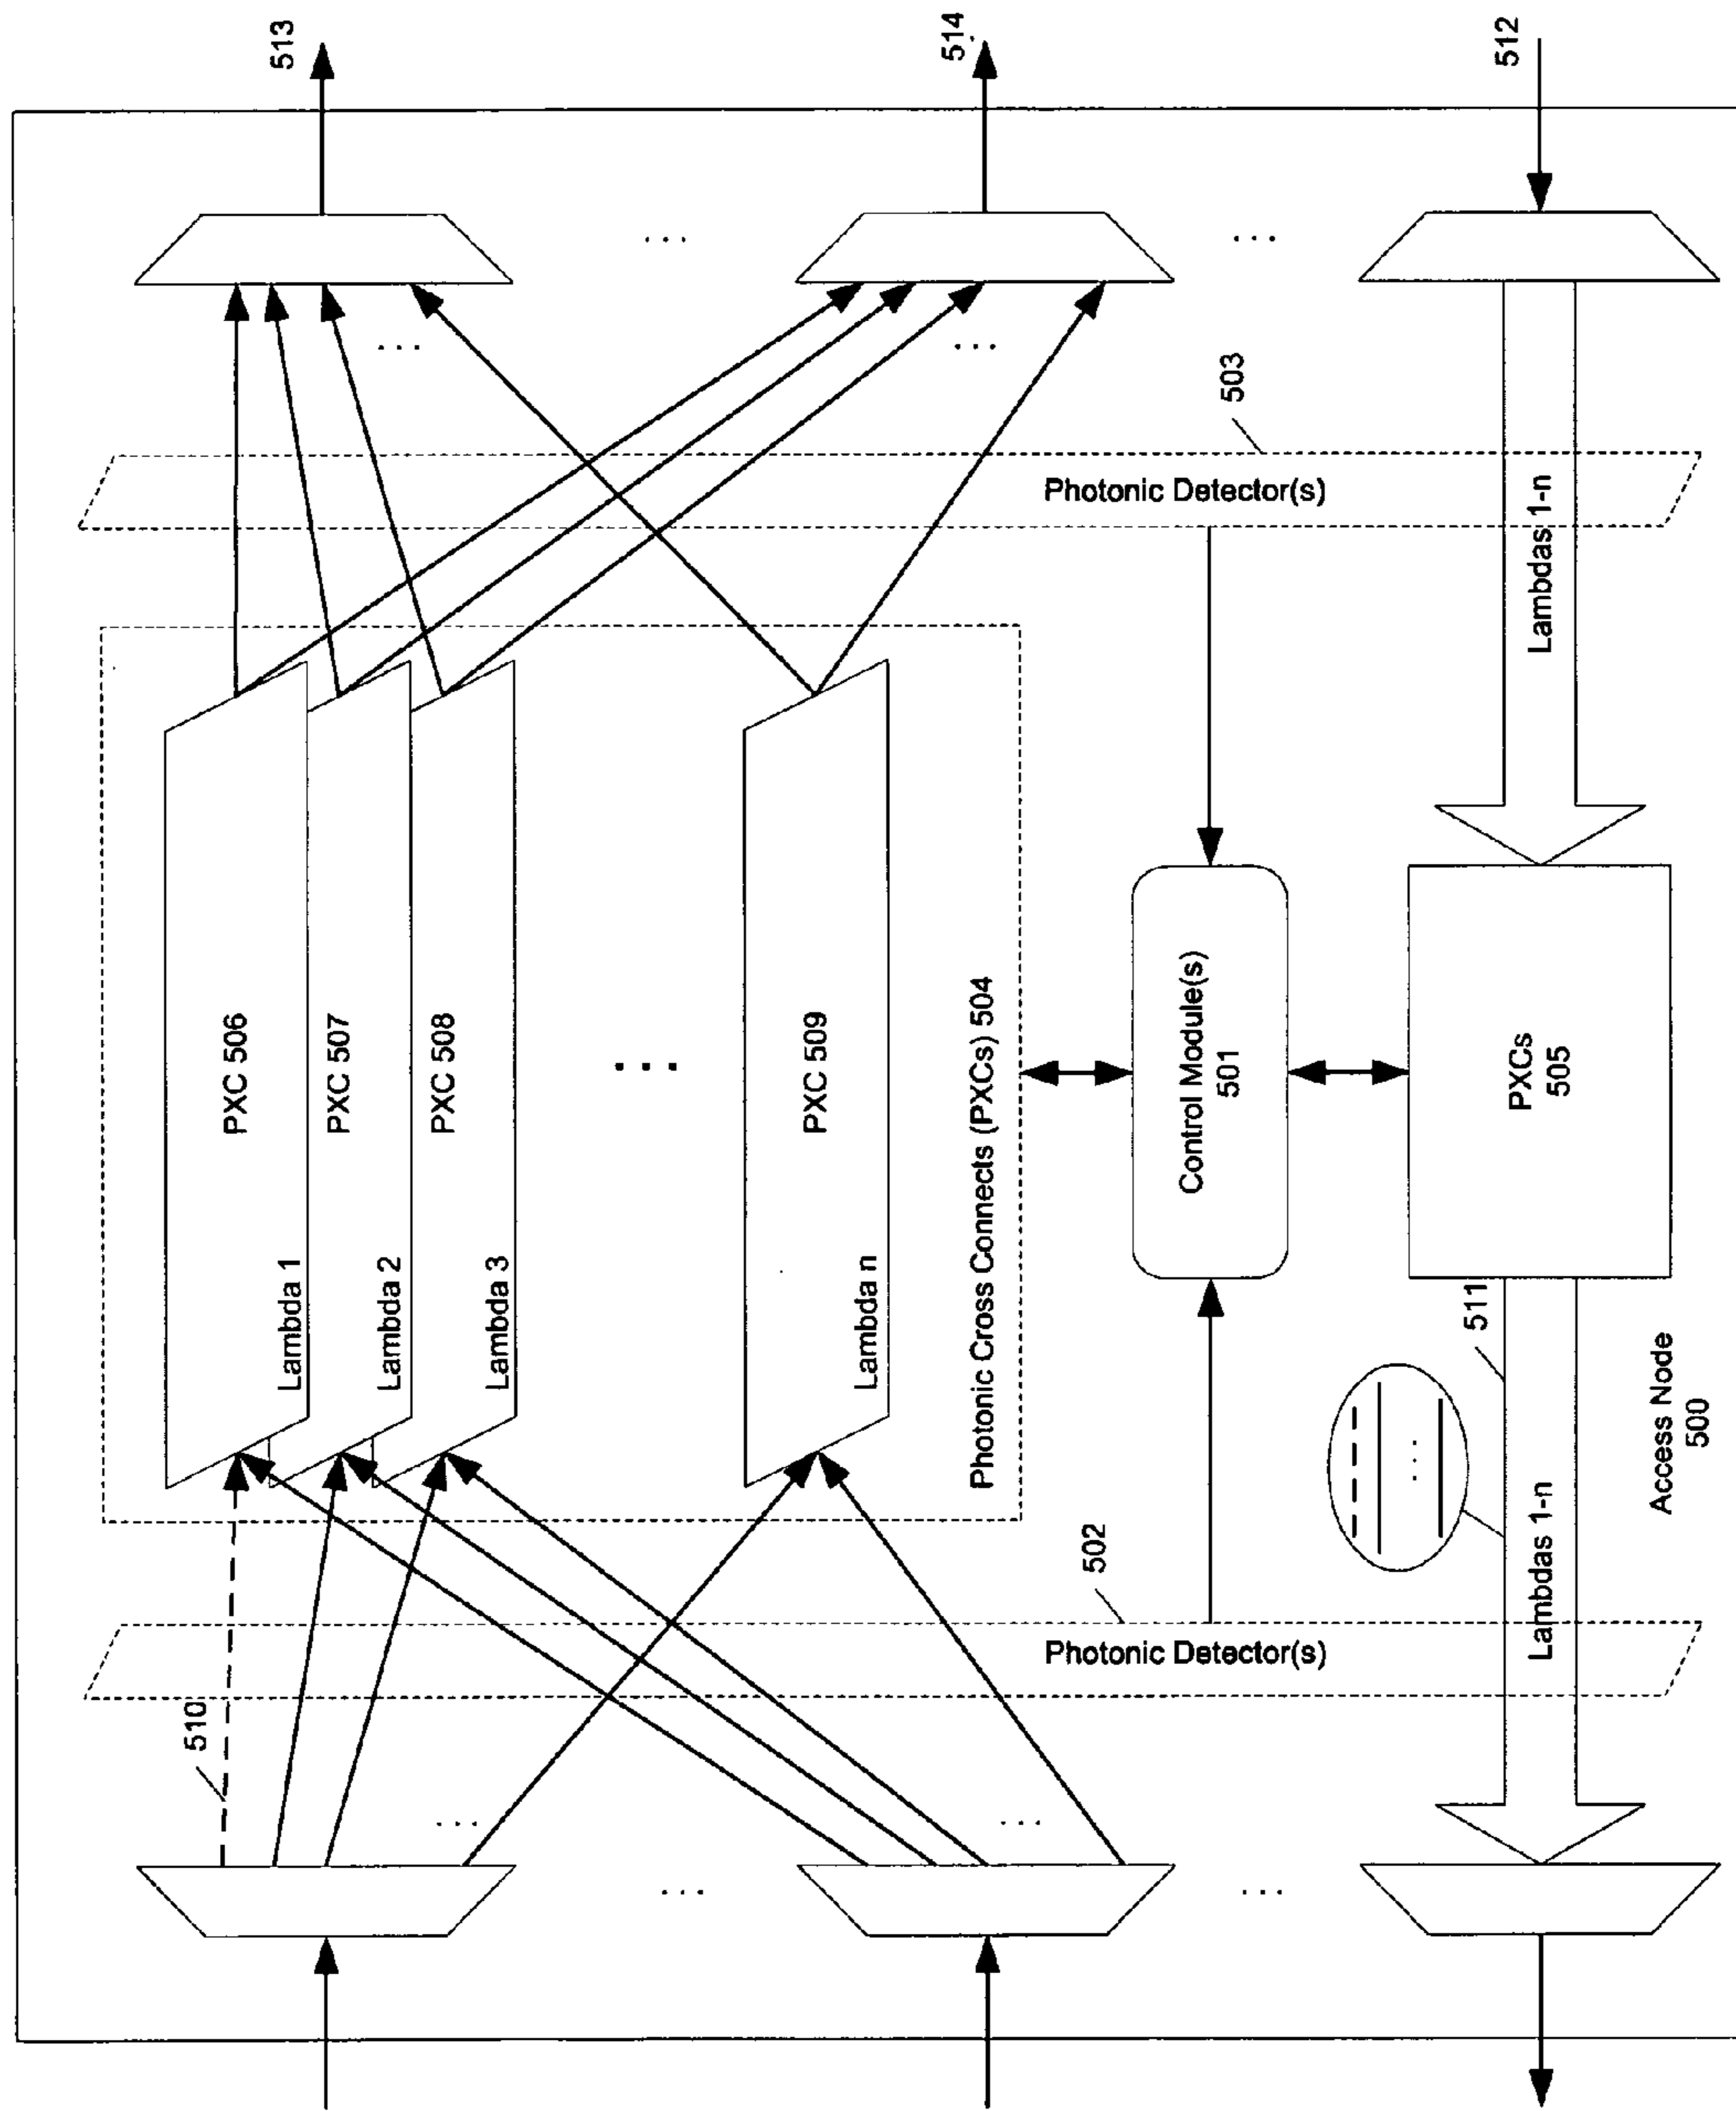 513
514
512
510
502
503
Photonic Detector(s)
Photonic Detector(s)
PXC 506
Lambda 1
PXC 507
Lambda 2
PXC 508
Lambda 3
...
PXC 509
Lambda n
Photonic Cross Connects (PXCs) 504
Control Module(s)
501
PXCs
505
511
Lambdas 1-n
Lambdas 1-n
Access Node
500